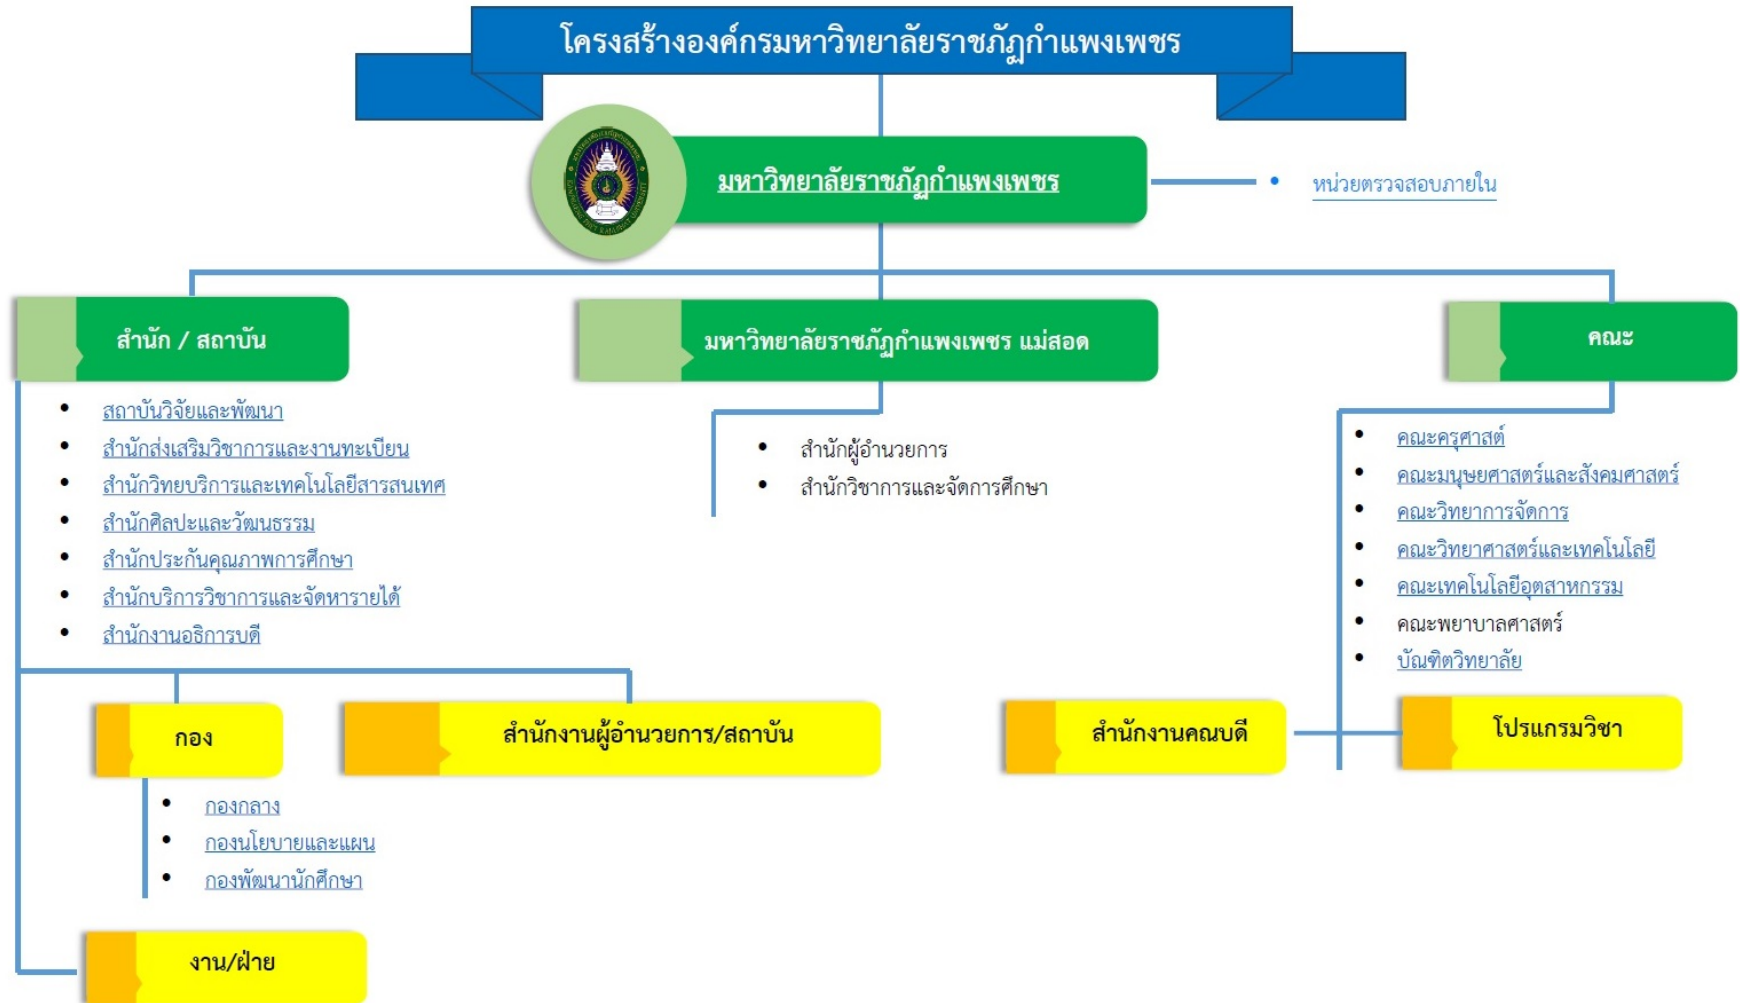 โครงสร้างองค์กรมหาวิทยาลัยราชภัฏกำแพงเพชร
มหาวิทยาลัยราชภัฏกำแพงเพชร
• หน่วยตรวจสอบภายใน
สำนัก / สถาบัน
• สถาบันวิจัยและพัฒนา
• สำนักส่งเสริมวิชาการและงานทะเบียน
• สำนักวิทยบริการและเทคโนโลยีสารสนเทศ
• สำนักศิลปะและวัฒนธรรม
• สำนักประกันคุณภาพการศึกษา
• สำนักบริการวิชาการและจัดหารายได้
• สำนักงานอธิการบดี
มหาวิทยาลัยราชภัฏกำแพงเพชร แม่สอด
• สำนักผู้อำนวยการ
• สำนักวิชาการและจัดการศึกษา
คณะ
• คณะครุศาสต์
• คณะมนุษยศาสตร์และสังคมศาสตร์
• คณะวิทยาการจัดการ
• คณะวิทยาศาสตร์และเทคโนโลยี
• คณะเทคโนโลยีอุตสาหกรรม
• คณะพยาบาลศาสตร์
• บัณฑิตวิทยาลัย
กอง
สำนักงานผู้อำนวยการ/สถาบัน
สำนักงานคณบดี
โปรแกรมวิชา
• กองกลาง
• กองนโยบายและแผน
• กองพัฒนานักศึกษา
งาน/ฝ่าย